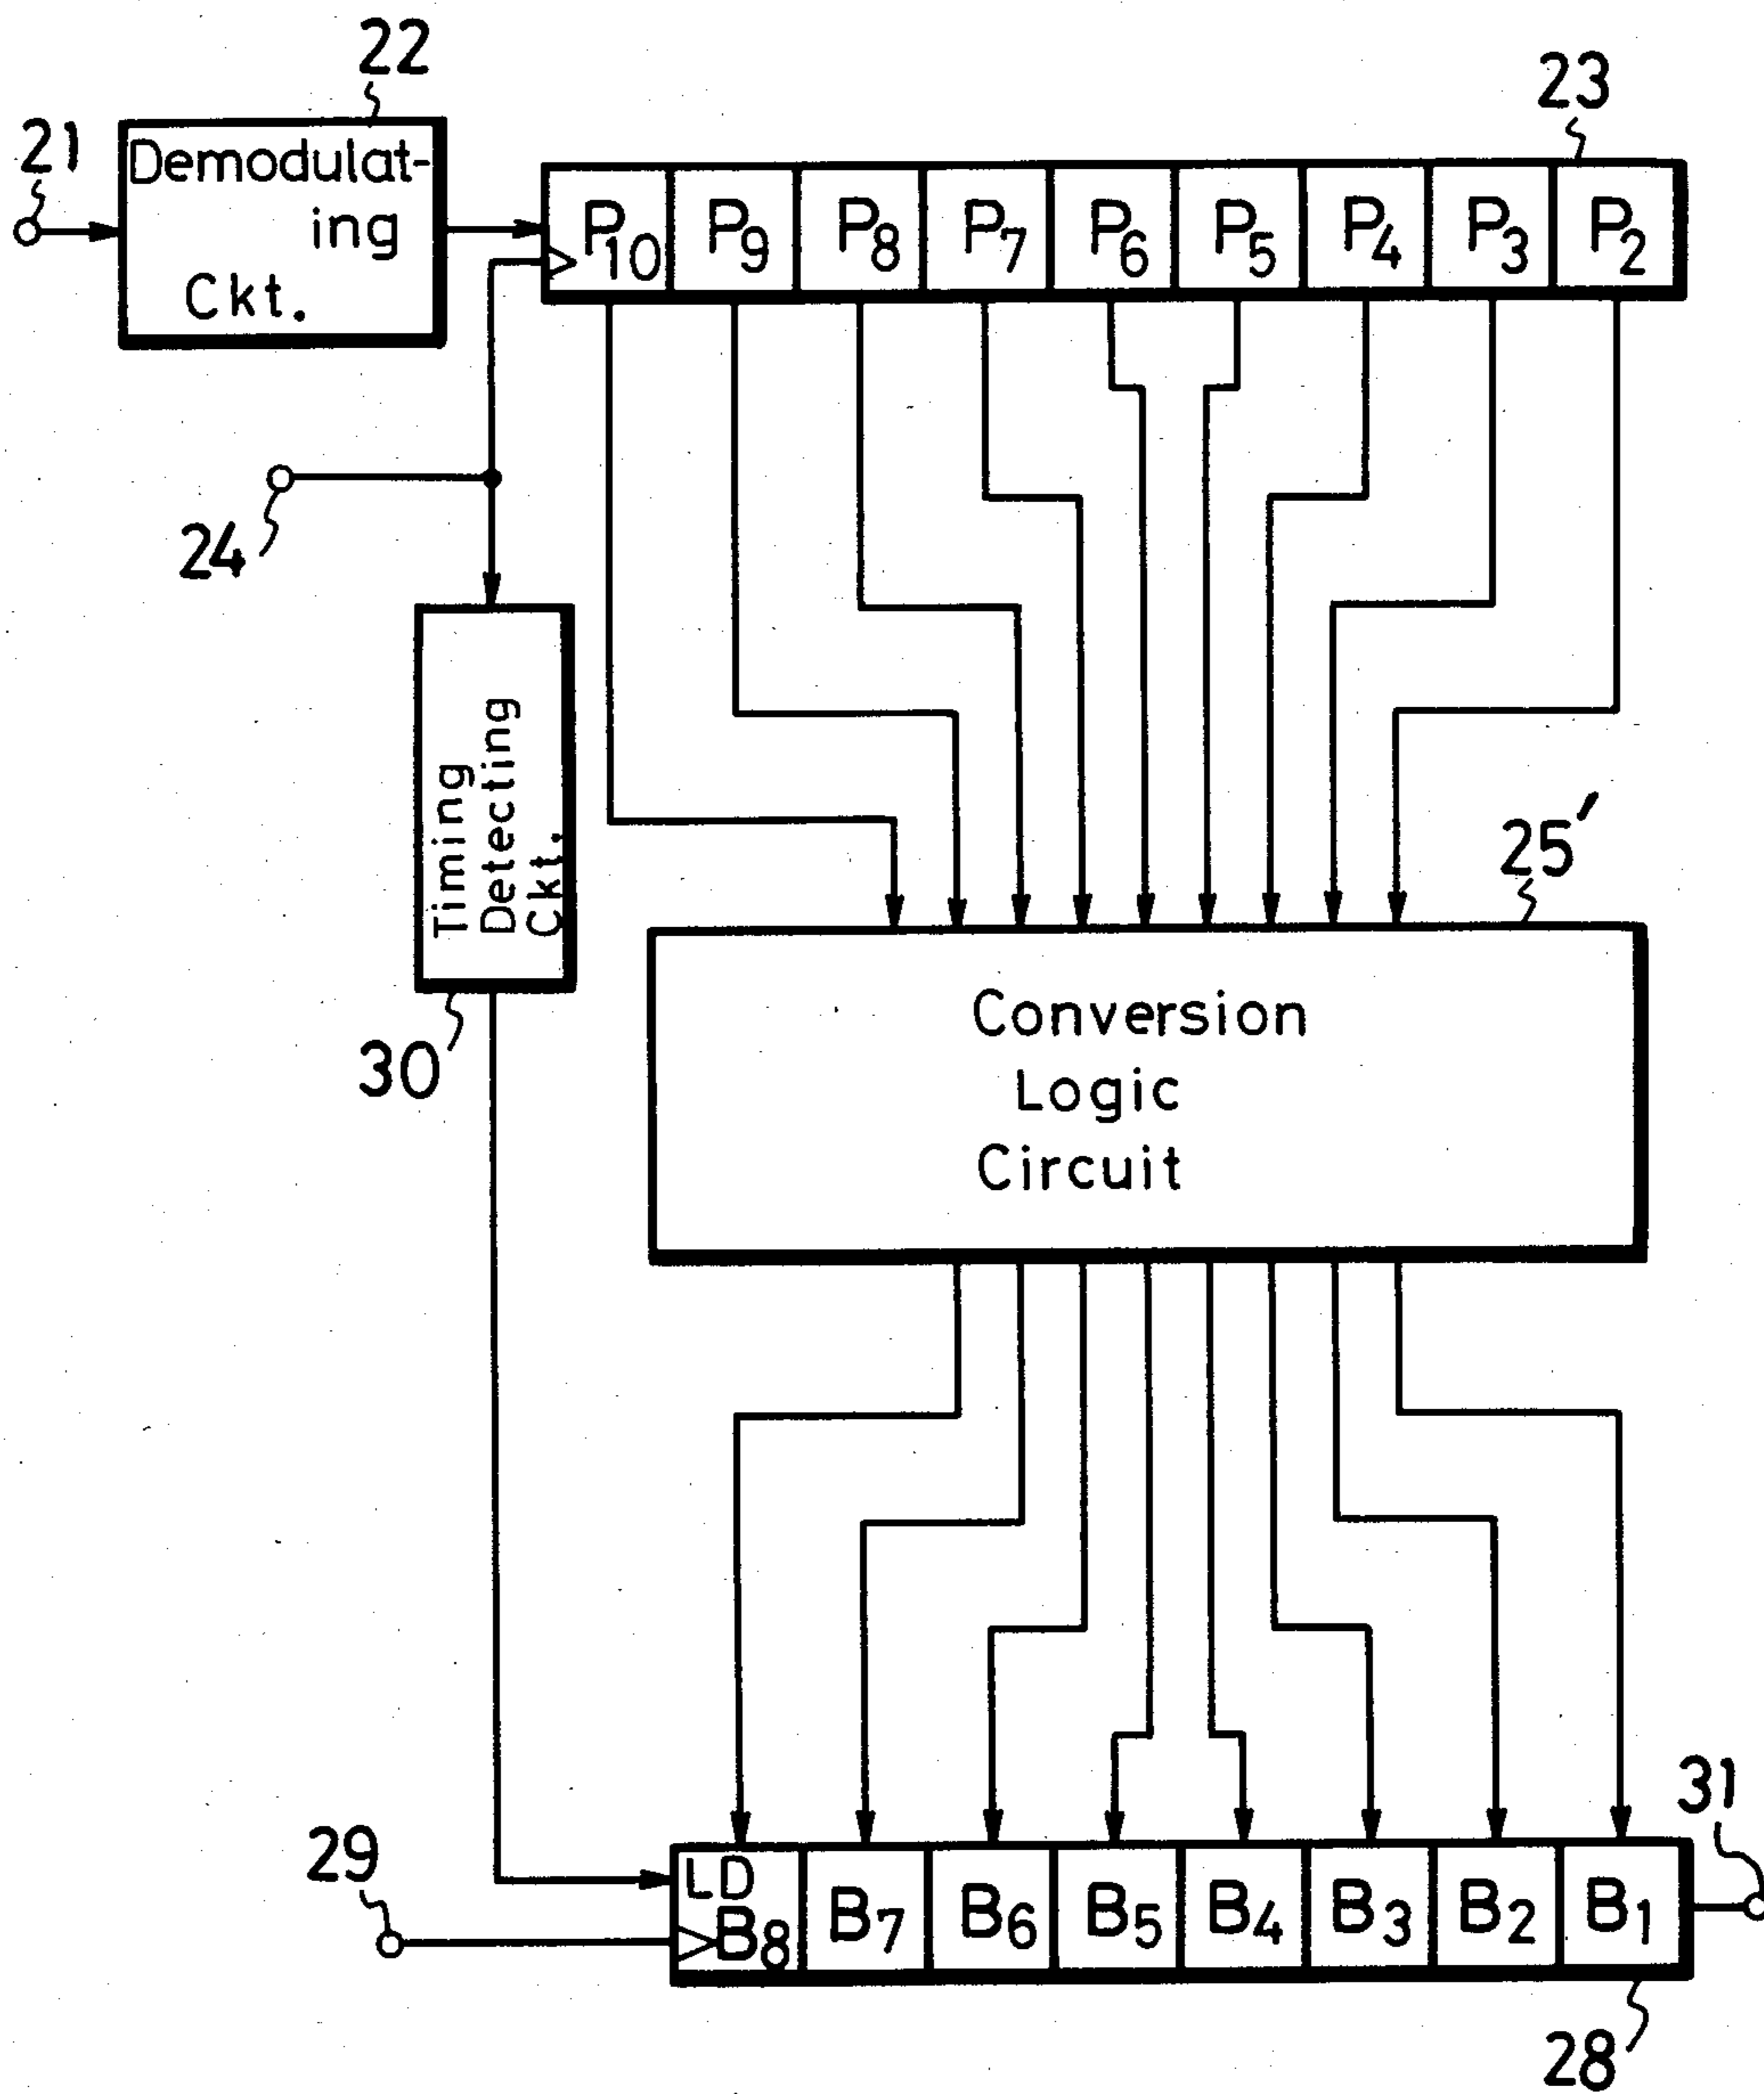 22
23
21
Demodulat-
ing
Ckt.
P10 P9 P8 P7 P6 P5 P4 P3 P2
24
Timing
Detecting
Ckt.
25'
30
Conversion
Logic
Circuit
31
29
LD
B8 B7 B6 B5 B4 B3 B2 B1
28